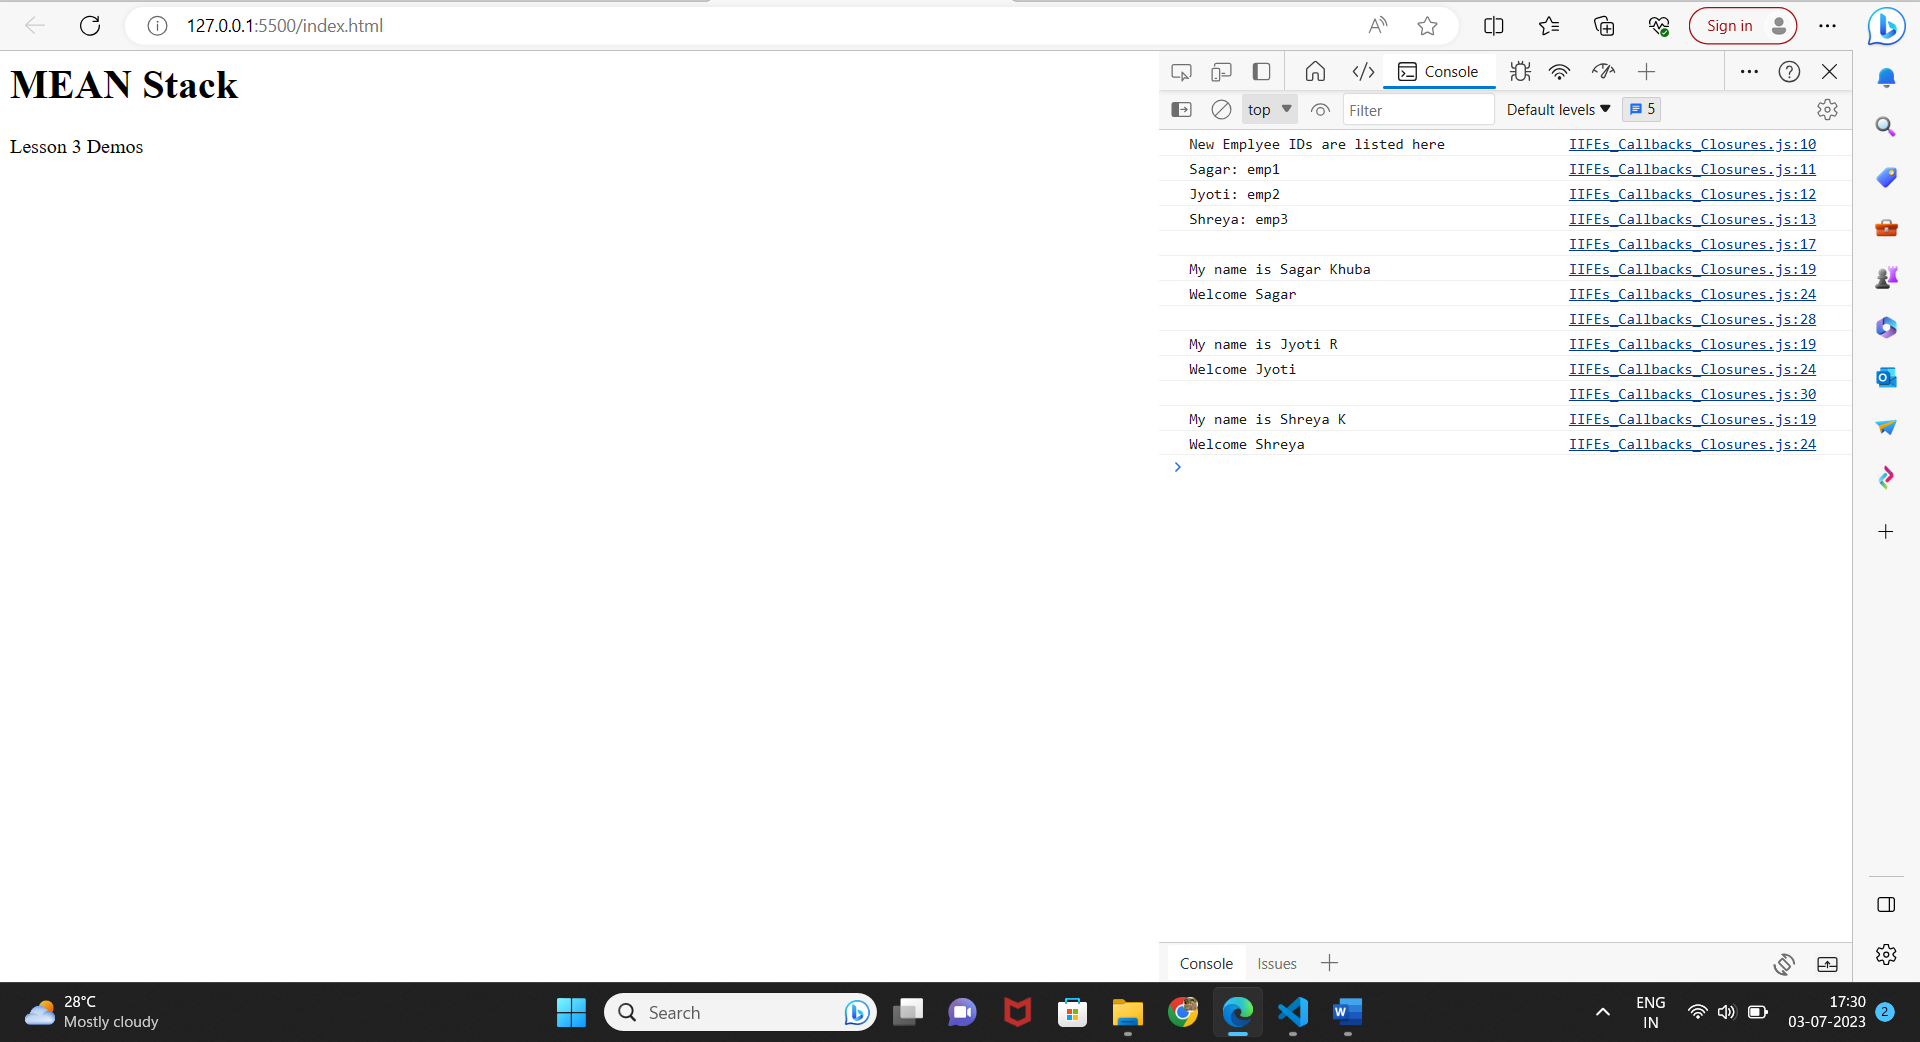 127.0.0.1:5500/index.html
Sign in
MEAN Stack
Lesson 3 Demos
Console
top
Filter
Default levels
5
New Emplyee IDs are listed here IIFEs_Callbacks_Closures.js:10
Sagar: emp1 IIFEs_Callbacks_Closures.js:11
Jyoti: emp2 IIFEs_Callbacks_Closures.js:12
Shreya: emp3 IIFEs_Callbacks_Closures.js:13
IIFEs_Callbacks_Closures.js:17
My name is Sagar Khuba IIFEs_Callbacks_Closures.js:19
Welcome Sagar IIFEs_Callbacks_Closures.js:24
IIFEs_Callbacks_Closures.js:28
My name is Jyoti R IIFEs_Callbacks_Closures.js:19
Welcome Jyoti IIFEs_Callbacks_Closures.js:24
IIFEs_Callbacks_Closures.js:30
My name is Shreya K IIFEs_Callbacks_Closures.js:19
Welcome Shreya IIFEs_Callbacks_Closures.js:24
Console Issues
28°C
Mostly cloudy
Search
ENG
IN
17:30
03-07-2023
2